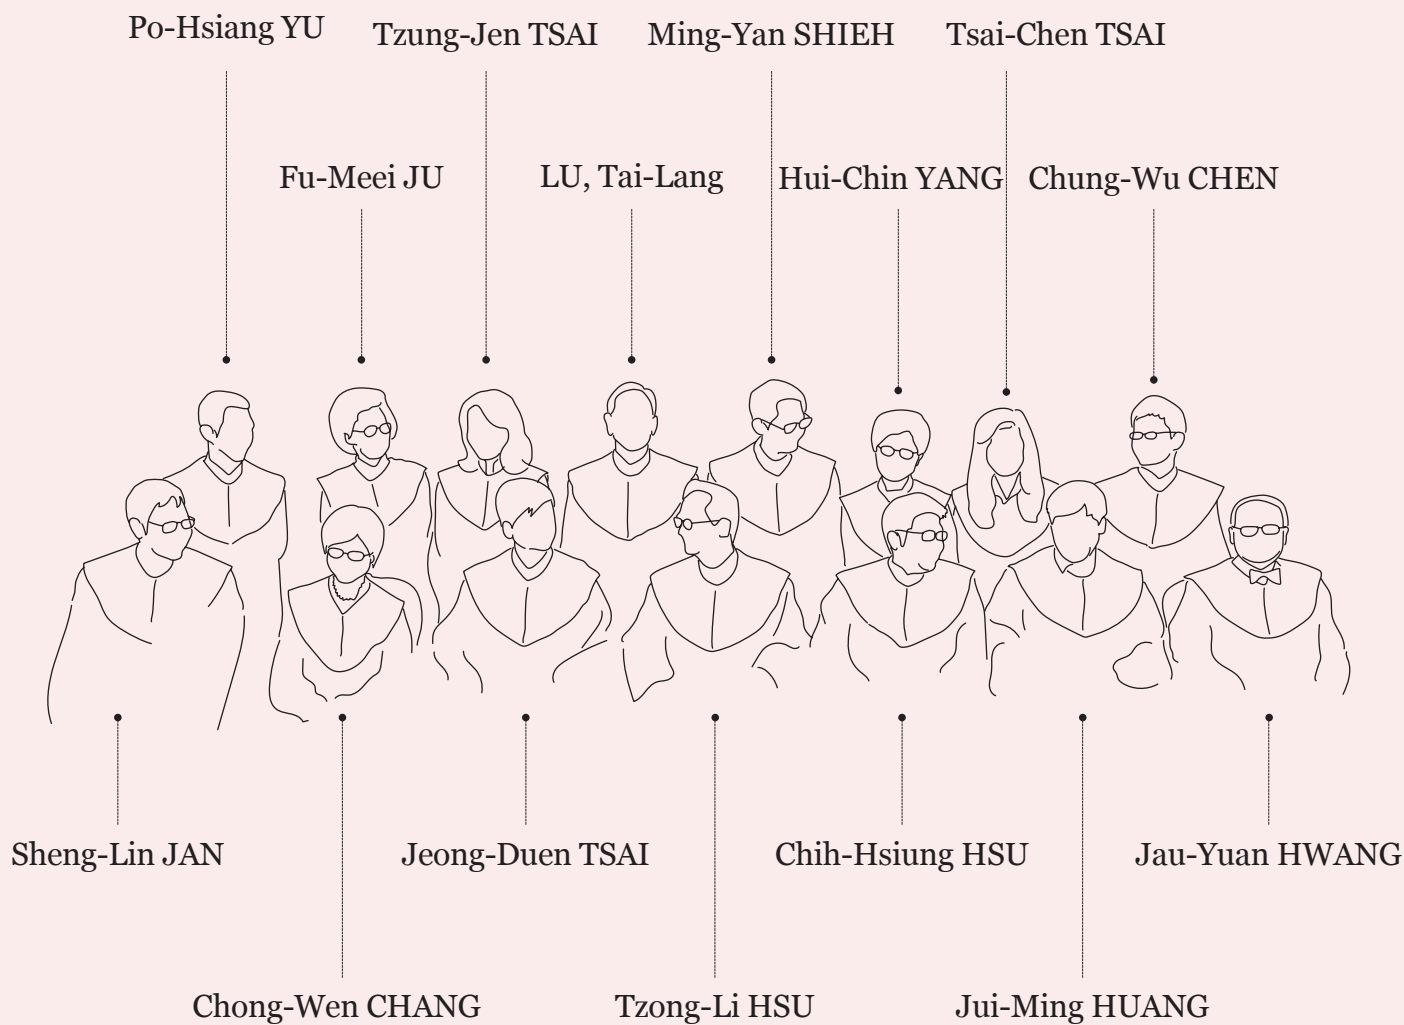 Po-Hsiang YU
Tzung-Jen TSAI
Ming-Yan SHIEH
Tsai-Chen TSAI
Fu-Meei JU
LU, Tai-Lang
Hui-Chin YANG
Chung-Wu CHEN
Sheng-Lin JAN
Jeong-Duen TSAI
Chih-Hsiung HSU
Jau-Yuan HWANG
Chong-Wen CHANG
Tzong-Li HSU
Jui-Ming HUANG